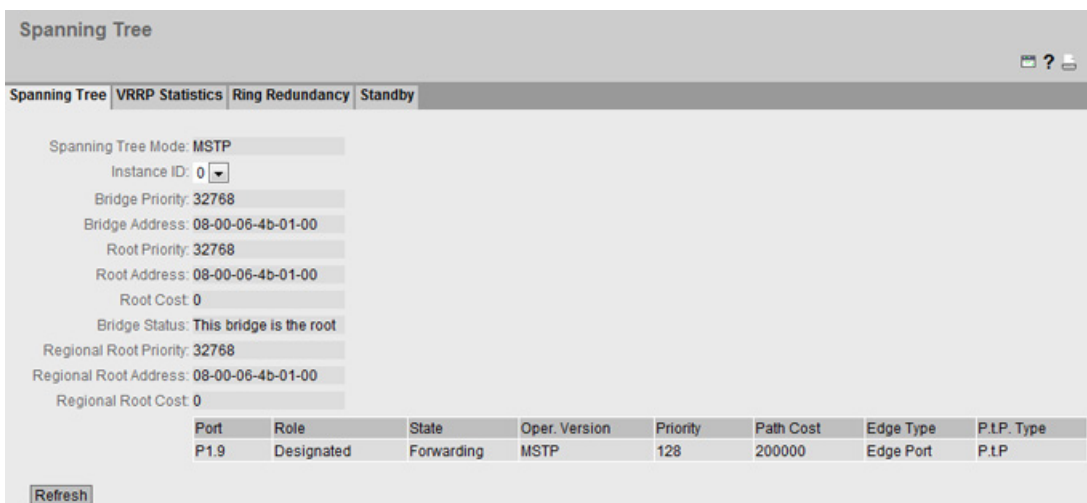 Spanning Tree
?
Spanning Tree VRRP Statistics Ring Redundancy Standby
Spanning Tree Mode: MSTP
Instance ID: 0
Bridge Priority: 32768
Bridge Address: 08-00-06-4b-01-00
Root Priority: 32768
Root Address: 08-00-06-4b-01-00
Root Cost: 0
Bridge Status: This bridge is the root
Regional Root Priority: 32768
Regional Root Address: 08-00-06-4b-01-00
Regional Root Cost: 0
Port Role State Oper. Version Priority Path Cost Edge Type P.t.P. Type
P1.9 Designated Forwarding MSTP 128 200000 Edge Port P.t.P
Refresh